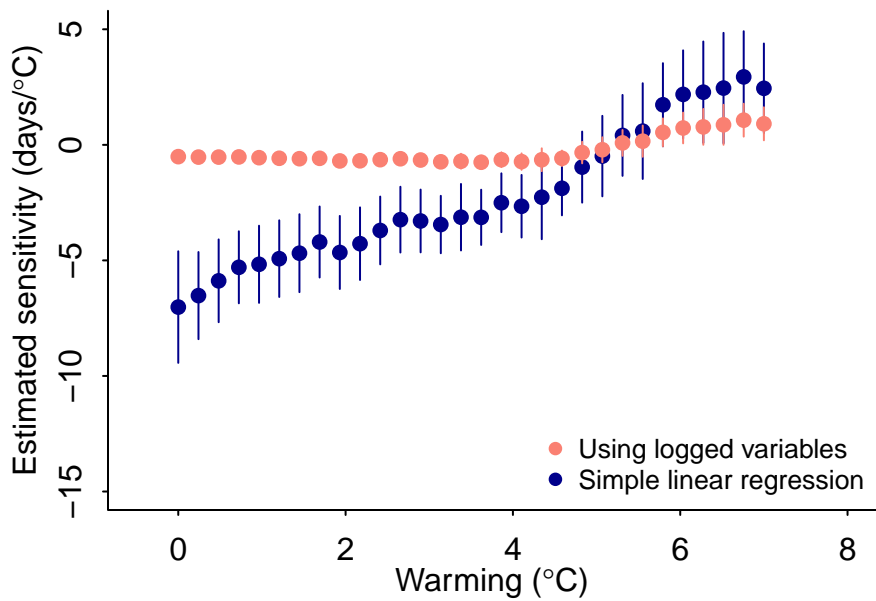 Estimated sensitivity (days/°C)
5
0
−5
−10
−15
Using logged variables
Simple linear regression
0 2 4 6 8
Warming (°C)